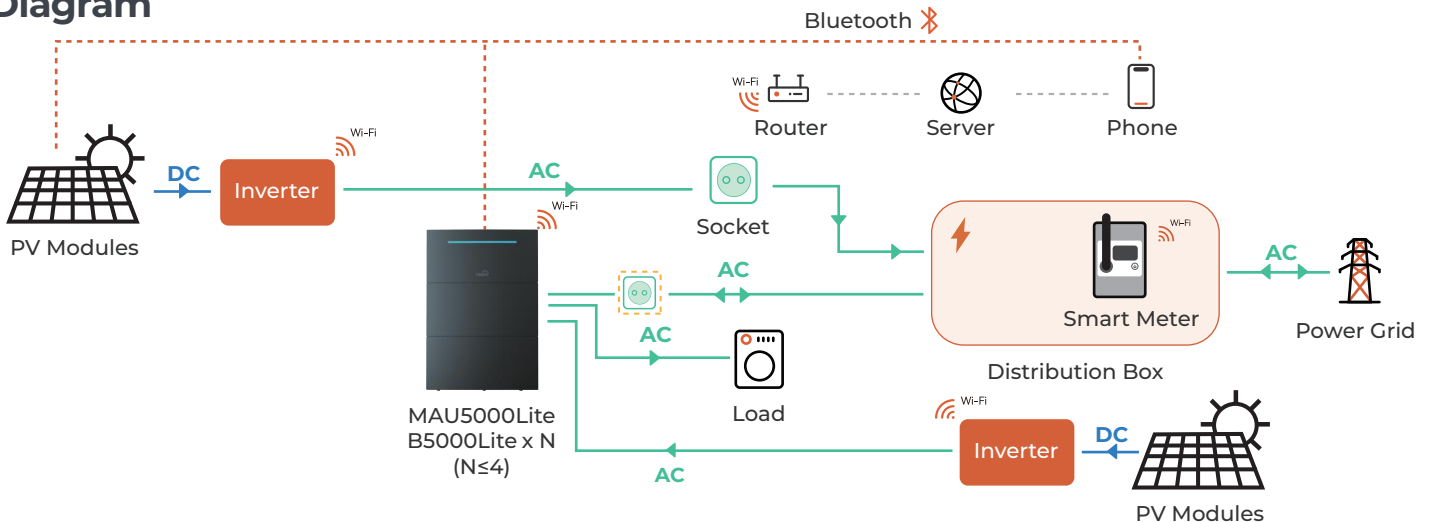 Diagram
Bluetooth
Wi-Fi
Router
Server
Phone
Wi-Fi
DC
Inverter
AC
PV Modules
Socket
Wi-Fi
Wi-Fi
AC
AC
Smart Meter
Power Grid
AC
Distribution Box
Load
MAU5000Lite
B5000Lite x N
(N≤4)
Wi-Fi
Inverter
DC
AC
PV Modules